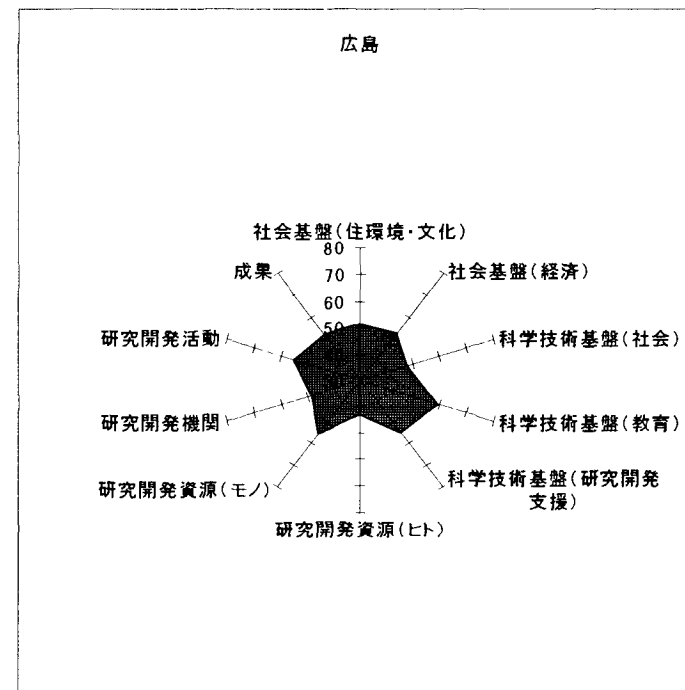 広島
社会基盤(住環境・文化)
80
70
60
50
成果
社会基盤(経済)
研究開発活動
科学技術基盤(社会)
研究開発機関
科学技術基盤(教育)
研究開発資源(モノ)
科学技術基盤(研究開発
支援)
研究開発資源(ヒト)